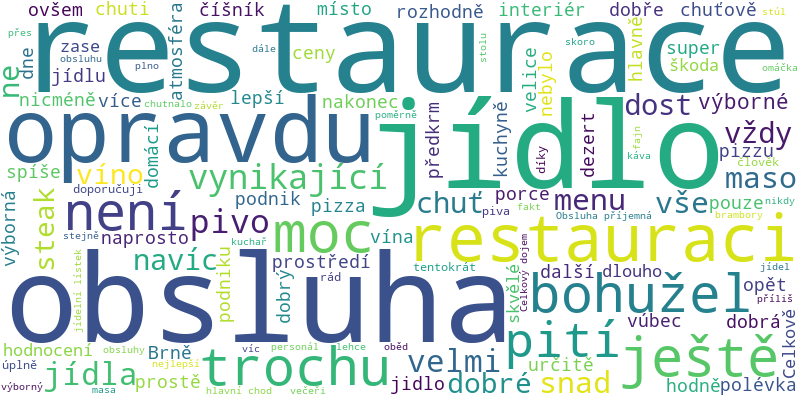 ovšem
chuti
číšník
místo
rozhodně
interiér
dobře
chuťově
stůl
přes
restaurace
zase
obsluhu
plno
atmosféra
ceny
dále
stolu
velice
skoro
super
hlavně
omáčka
ne
dne
jídlu
škoda
nebylo
nicméně
více
chutnalo
závěr
lepší
nakonec
předkrm
kuchyně
dost
výborné
opravdu
jídlo
poměrně
domácí
dezert
fajn
vždy
pizzu
spíše
víno
vynikající
díky
káva
člověk
doporučuji
maso
steak
není
podnik
pizza
chuť
porce
menu
vše
pouze
nikdy
výborná
pivo
moc
piva
fakt
Obsluha příjemná
brambory
stejně
naprosto
kuchař
vína
restauraci
navíc
prostředí
tentokrát
skvělé
Celkový dojem
další
dlouho
opět
jídel
příliš
jídelní lístek
podniku
dobrý
rád
bohužel
obsluha
vůbec
dobrá
Celkově
hodnocení
obsluhy
Brně
víc
personál
lehce
oběd
pití
ještě
úplně
jídla
nejlepší
trochu
velmi
určitě
výborný
masa
prostě
hlavní chod
večeři
jidlo
dobré
snad
hodně
polévka